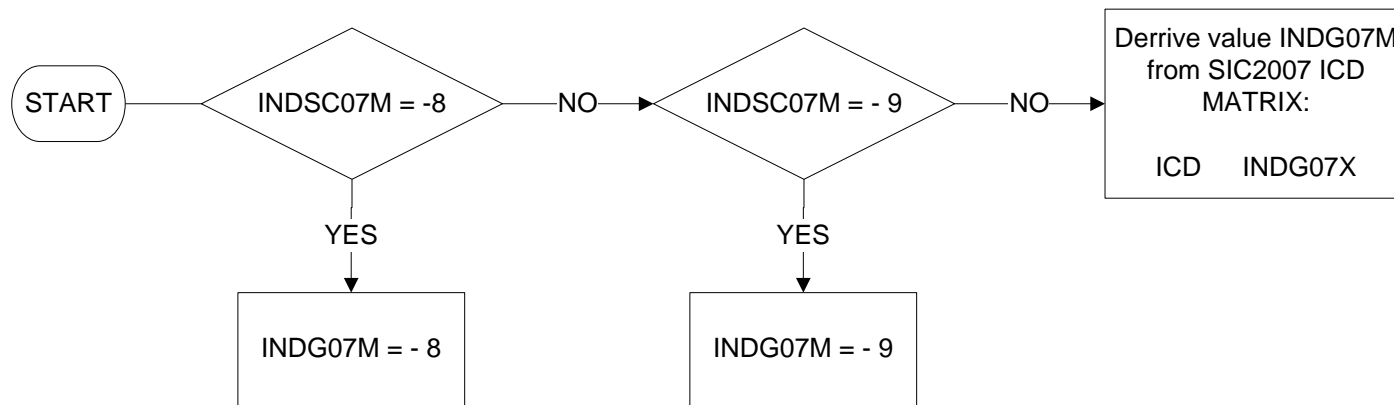 START
INDSC07M = -8
NO
INDSC07M = - 9
NO
Derrive value INDG07M
from SIC2007 ICD
MATRIX:
ICD INDG07X
YES
YES
INDG07M = - 8
INDG07M = - 9